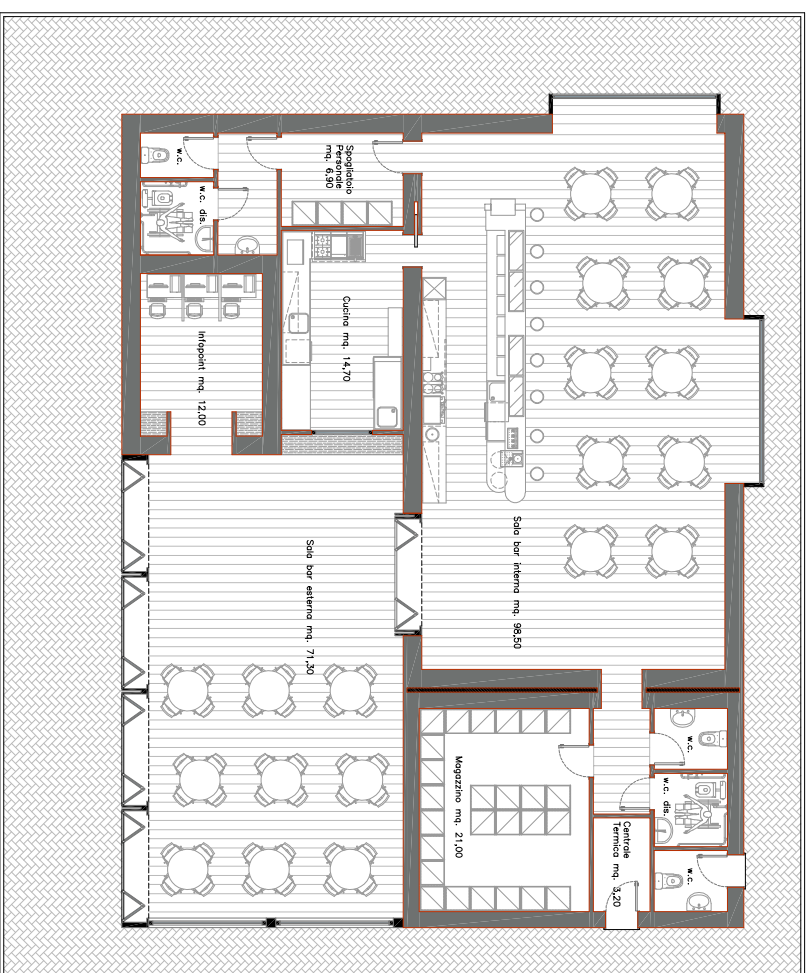 w.c.
w.c. dis.
Spogliatoio
Personale
mq. 6,90
Cucina mq. 14,70
Infopoint mq. 12,00
Sala bar interna mq. 98,50
Sala bar esterna mq. 71,30
Magazzino mq. 21,00
w.c.
w.c. dis.
Centrale
Termica mq. 3,20
w.c.